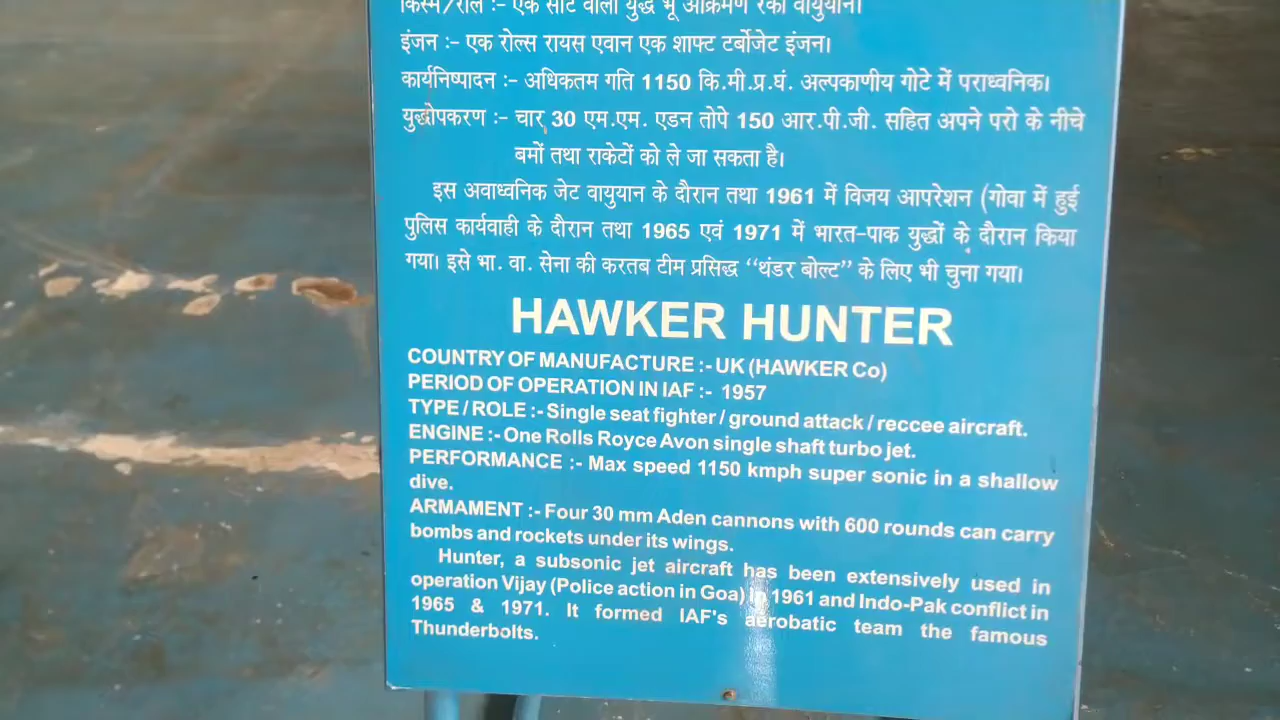 किस्म/रोल :- एक सीट वाला युद्ध भू आक्रमण रेकी वायुयान।
इंजन :- एक रोल्स रायस एवान एक शाफ्ट टर्बोजेट इंजन।
कार्यनिष्पादन :- अधिकतम गति 1150 कि.मी.प्र.घं. अल्पकाणीय गोटे में पराध्वनिक।
युद्धोपकरण :- चार 30 एम.एम. एडन तोपे 150 आर.पी.जी. सहित अपने परो के नीचे
बमों तथा राकेटों को ले जा सकता है।
इस अवाध्वनिक जेट वायुयान के दौरान तथा 1961 में विजय आपरेशन (गोवा में हुई
पुलिस कार्यवाही के दौरान तथा 1965 एवं 1971 में भारत-पाक युद्धों के दौरान किया
गया। इसे भा. वा. सेना की करतब टीम प्रसिद्ध “थंडर बोल्ट” के लिए भी चुना गया।
HAWKER HUNTER
COUNTRY OF MANUFACTURE :- UK (HAWKER Co)
PERIOD OF OPERATION IN IAF :- 1957
TYPE / ROLE :- Single seat fighter / ground attack / reccee aircraft.
ENGINE :- One Rolls Royce Avon single shaft turbo jet.
PERFORMANCE :- Max speed 1150 kmph super sonic in a shallow
dive.
ARMAMENT :- Four 30 mm Aden cannons with 600 rounds can carry
bombs and rockets under its wings.
Hunter, a subsonic jet aircraft has been extensively used in
operation Vijay (Police action in Goa) in 1961 and Indo-Pak conflict in
1965 & 1971. It formed IAF's aerobatic team the famous
Thunderbolts.